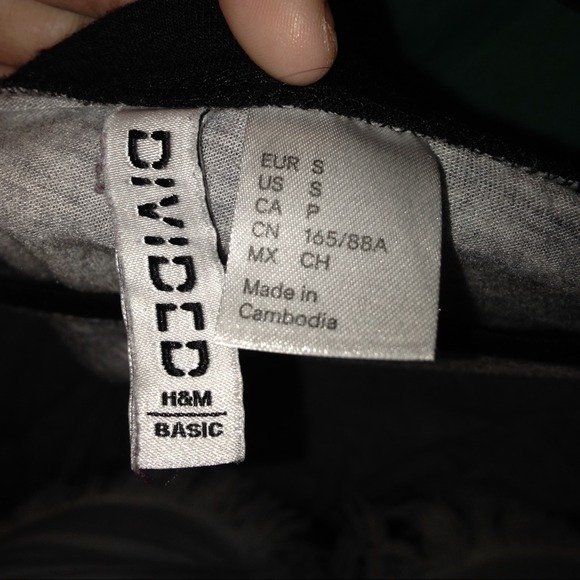 DIVIDED
H&M
BASIC
EUR S
US S
CA P
CN 165/88A
MX CH
Made in
Cambodia